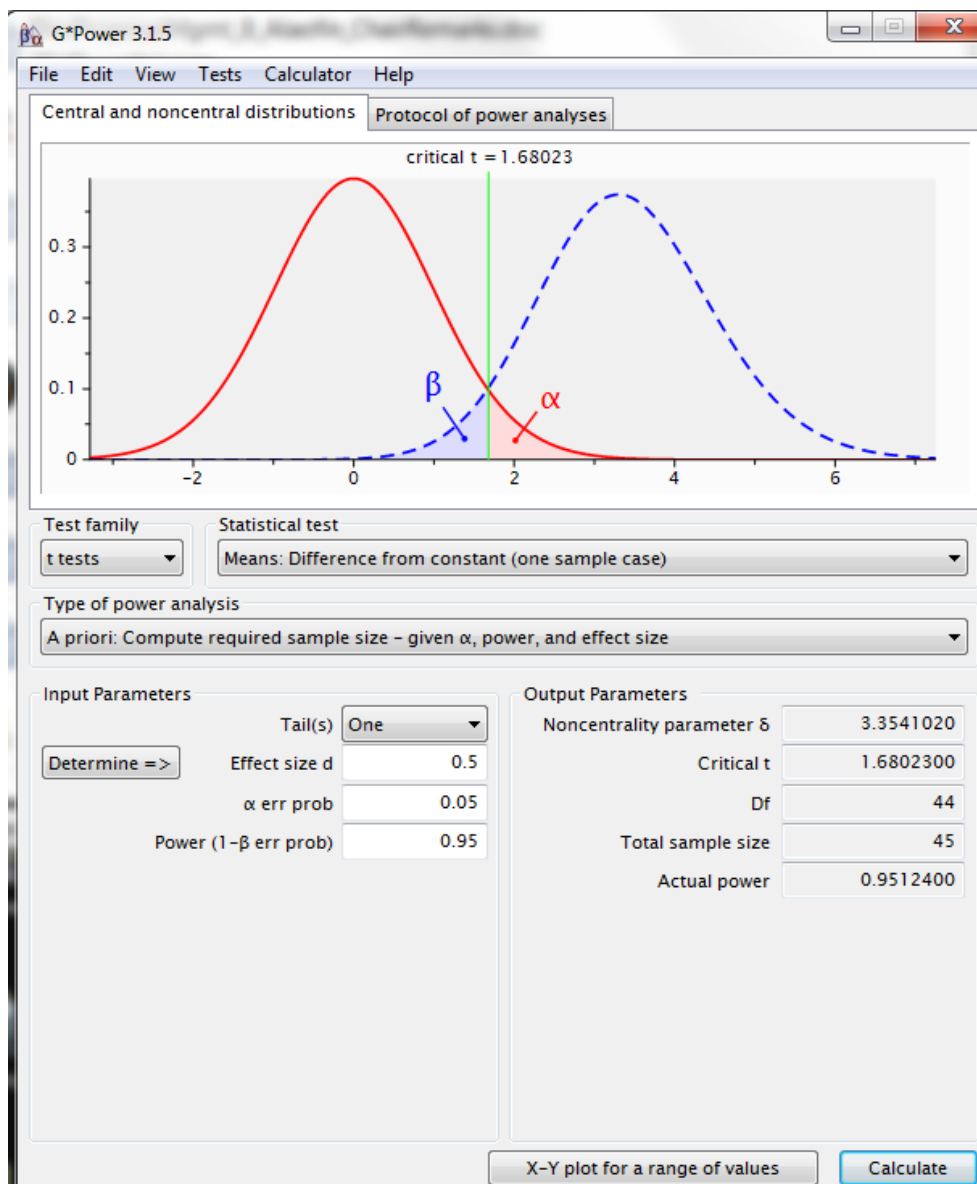 G*Power 3.1.5
File Edit View Tests Calculator Help
Central and noncentral distributions Protocol of power analyses
critical t = 1.68023
0.3
0.2
0.1
0
β
α
-2 0 2 4 6
Test family Statistical test
t tests Means: Difference from constant (one sample case)
Type of power analysis
A priori: Compute required sample size – given α, power, and effect size
Input Parameters Output Parameters
Tail(s) One Noncentrality parameter δ 3.3541020
Determine => Effect size d 0.5 Critical t 1.6802300
α err prob 0.05 Df 44
Power (1-β err prob) 0.95 Total sample size 45
Actual power 0.9512400
X-Y plot for a range of values Calculate